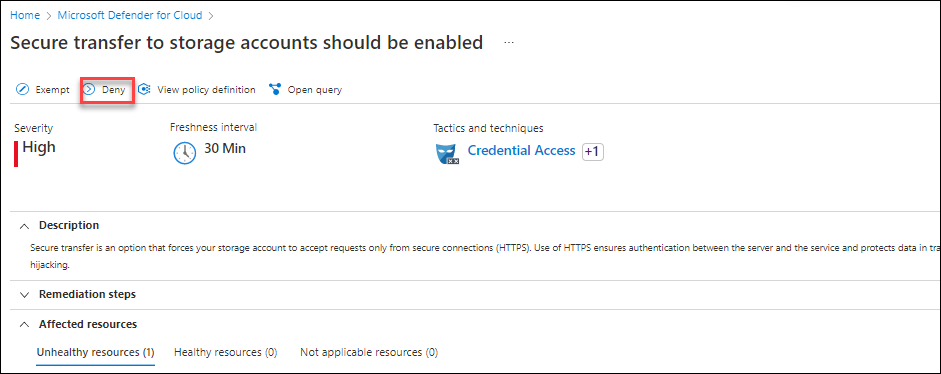 Home > Microsoft Defender for Cloud >
Secure transfer to storage accounts should be enabled ...
Exempt Deny View policy definition Open query
Severity Freshness interval Tactics and techniques
High 30 Min Credential Access +1
Description
Secure transfer is an option that forces your storage account to accept requests only from secure connections (HTTPS). Use of HTTPS ensures authentication between the server and the service and protects data in tra
hijacking.
Remediation steps
Affected resources
Unhealthy resources (1) Healthy resources (0) Not applicable resources (0)